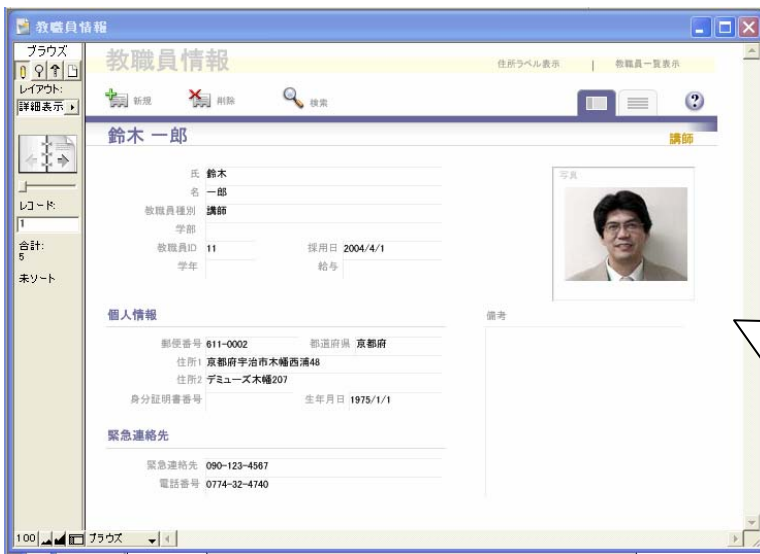 教職員情報
ブラウズ
レイアウト:
詳細表示
レコード:
1
合計:
5
未ソート
教職員情報
住所ラベル表示 | 教職員一覧表示
新規 削除 検索
鈴木 一郎
講師
氏 鈴木
名 一郎
教職員種別 講師
学部
教職員ID 11 採用日 2004/4/1
学年 給与
写真
個人情報
備考
郵便番号 611-0002 都道府県 京都府
住所1 京都府宇治市木幡西浦48
住所2 デミューズ木幡207
身分証明書番号 生年月日 1975/1/1
緊急連絡先
緊急連絡先 090-123-4567
電話番号 0774-32-4740
100 ブラウズ